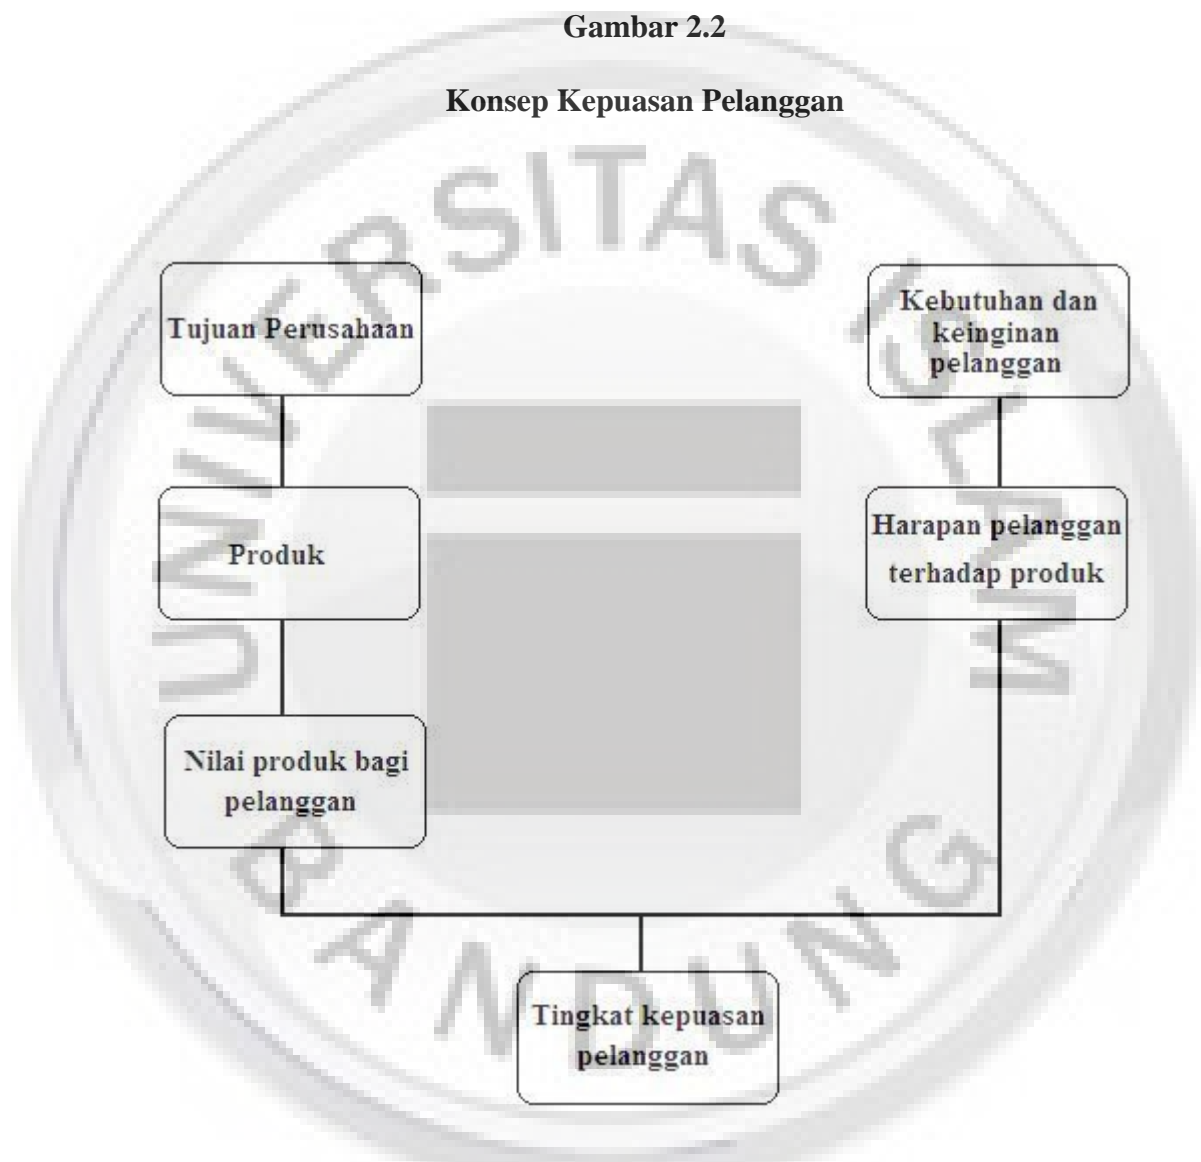 Gambar 2.2
Konsep Kepuasan Pelanggan
UNIVERSITAS ISLAM
BANDUNG
Tujuan Perusahaan
Kebutuhan dan
keinginan
pelanggan
Produk
Harapan pelanggan
terhadap produk
Nilai produk bagi
pelanggan
Tingkat kepuasan
pelanggan